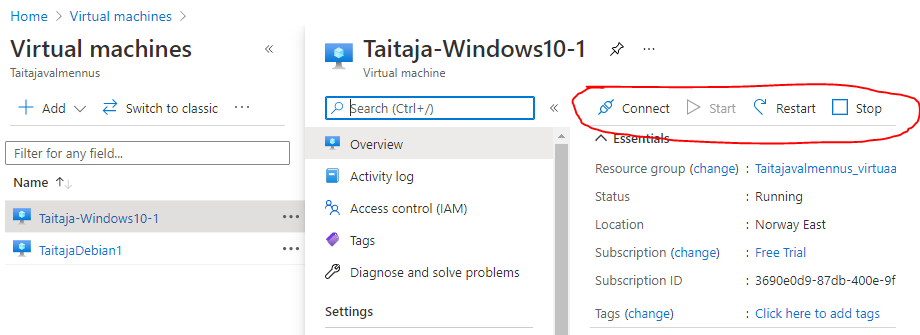 Home > Virtual machines >
Virtual machines «
Taitajavalmennus
+ Add Switch to classic ...
Filter for any field...
Name ↑↓
Taitaja-Windows10-1 ...
TaitajaDebian1 ...
Taitaja-Windows10-1 ...
Virtual machine
Search (Ctrl+/) «
Overview
Activity log
Access control (IAM)
Tags
Diagnose and solve problems
Settings
Connect Start Restart Stop
Essentials
Resource group (change) : Taitajavalmennus_virtuaa
Status : Running
Location : Norway East
Subscription (change) : Free Trial
Subscription ID : 3690e0d9-87db-400e-9f
Tags (change) : Click here to add tags